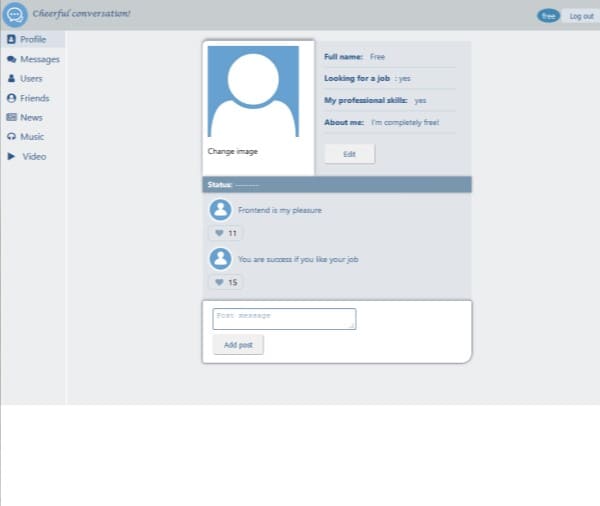 Cheerful conversation!
free
Log out
Profile
Messages
Users
Friends
News
Music
Video
Change image
Full name: Free
Looking for a job : yes
My professional skills: yes
About me: I'm completely free!
Edit
Status: -------
Frontend is my pleasure
11
You are success if you like your job
15
Post message
Add post